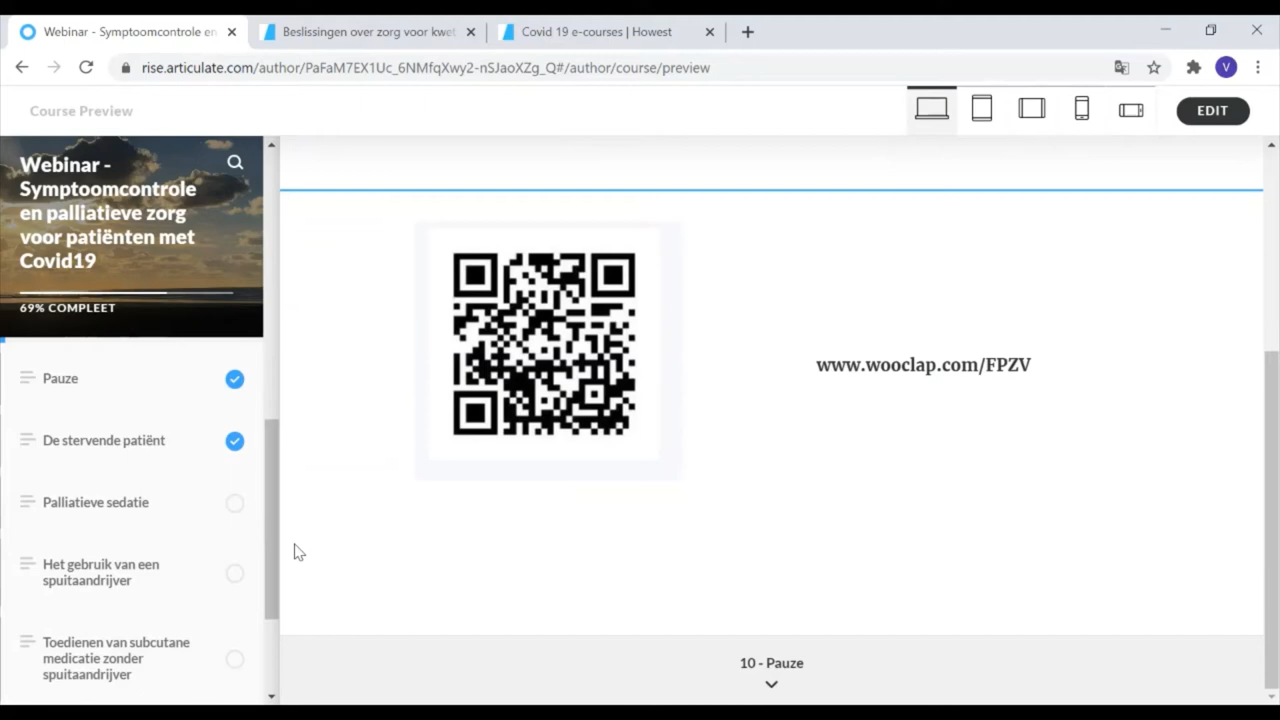 Webinar - Symptoomcontrole en
Beslissingen over zorg voor kwet
Covid 19 e-courses | Howest
rise.articulate.com/author/PaFaM7EX1Uc_6NMfqXwy2-nSJaoXZg_Q#/author/course/preview
V
Course Preview
EDIT
Webinar -
Symptoomcontrole
en palliatieve zorg
voor patiënten met
Covid19
69% COMPLEET
Pauze
De stervende patiënt
Palliatieve sedatie
Het gebruik van een
spuitaandrijver
Toedienen van subcutane
medicatie zonder
spuitaandrijver
www.wooclap.com/FPZV
10 - Pauze